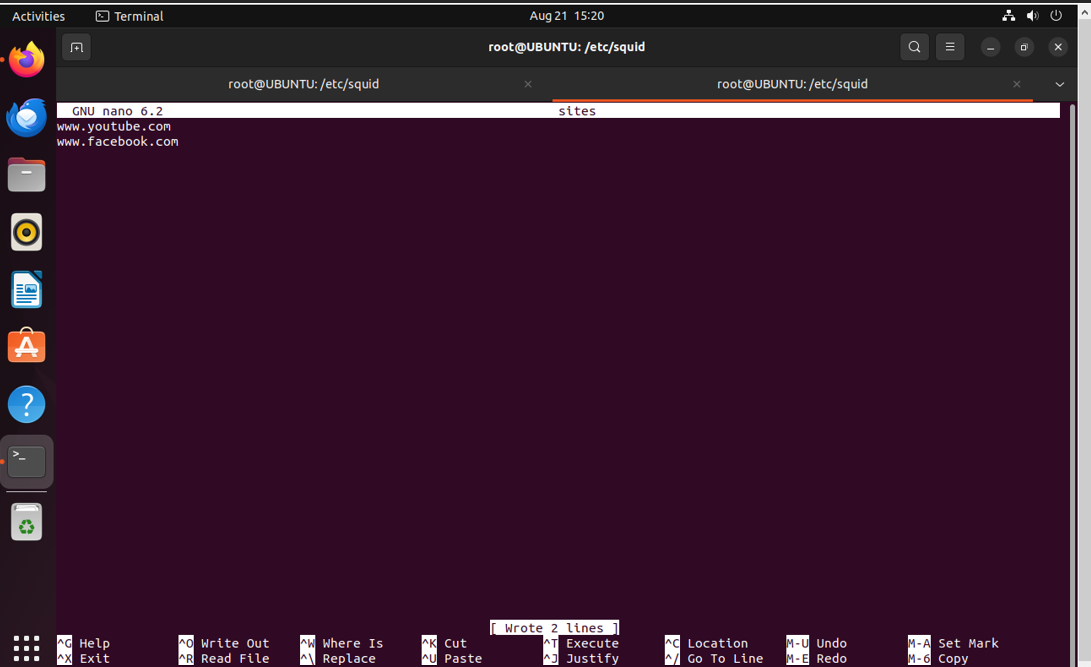 Activities Terminal Aug 21 15:20
root@UBUNTU: /etc/squid
root@UBUNTU: /etc/squid root@UBUNTU: /etc/squid
GNU nano 6.2 sites
www.youtube.com
www.facebook.com
[ Wrote 2 lines ]
^G Help ^O Write Out ^W Where Is ^K Cut ^T Execute ^C Location M-U Undo M-A Set Mark
^X Exit ^R Read File ^\ Replace ^U Paste ^J Justify ^/ Go To Line M-E Redo M-6 Copy